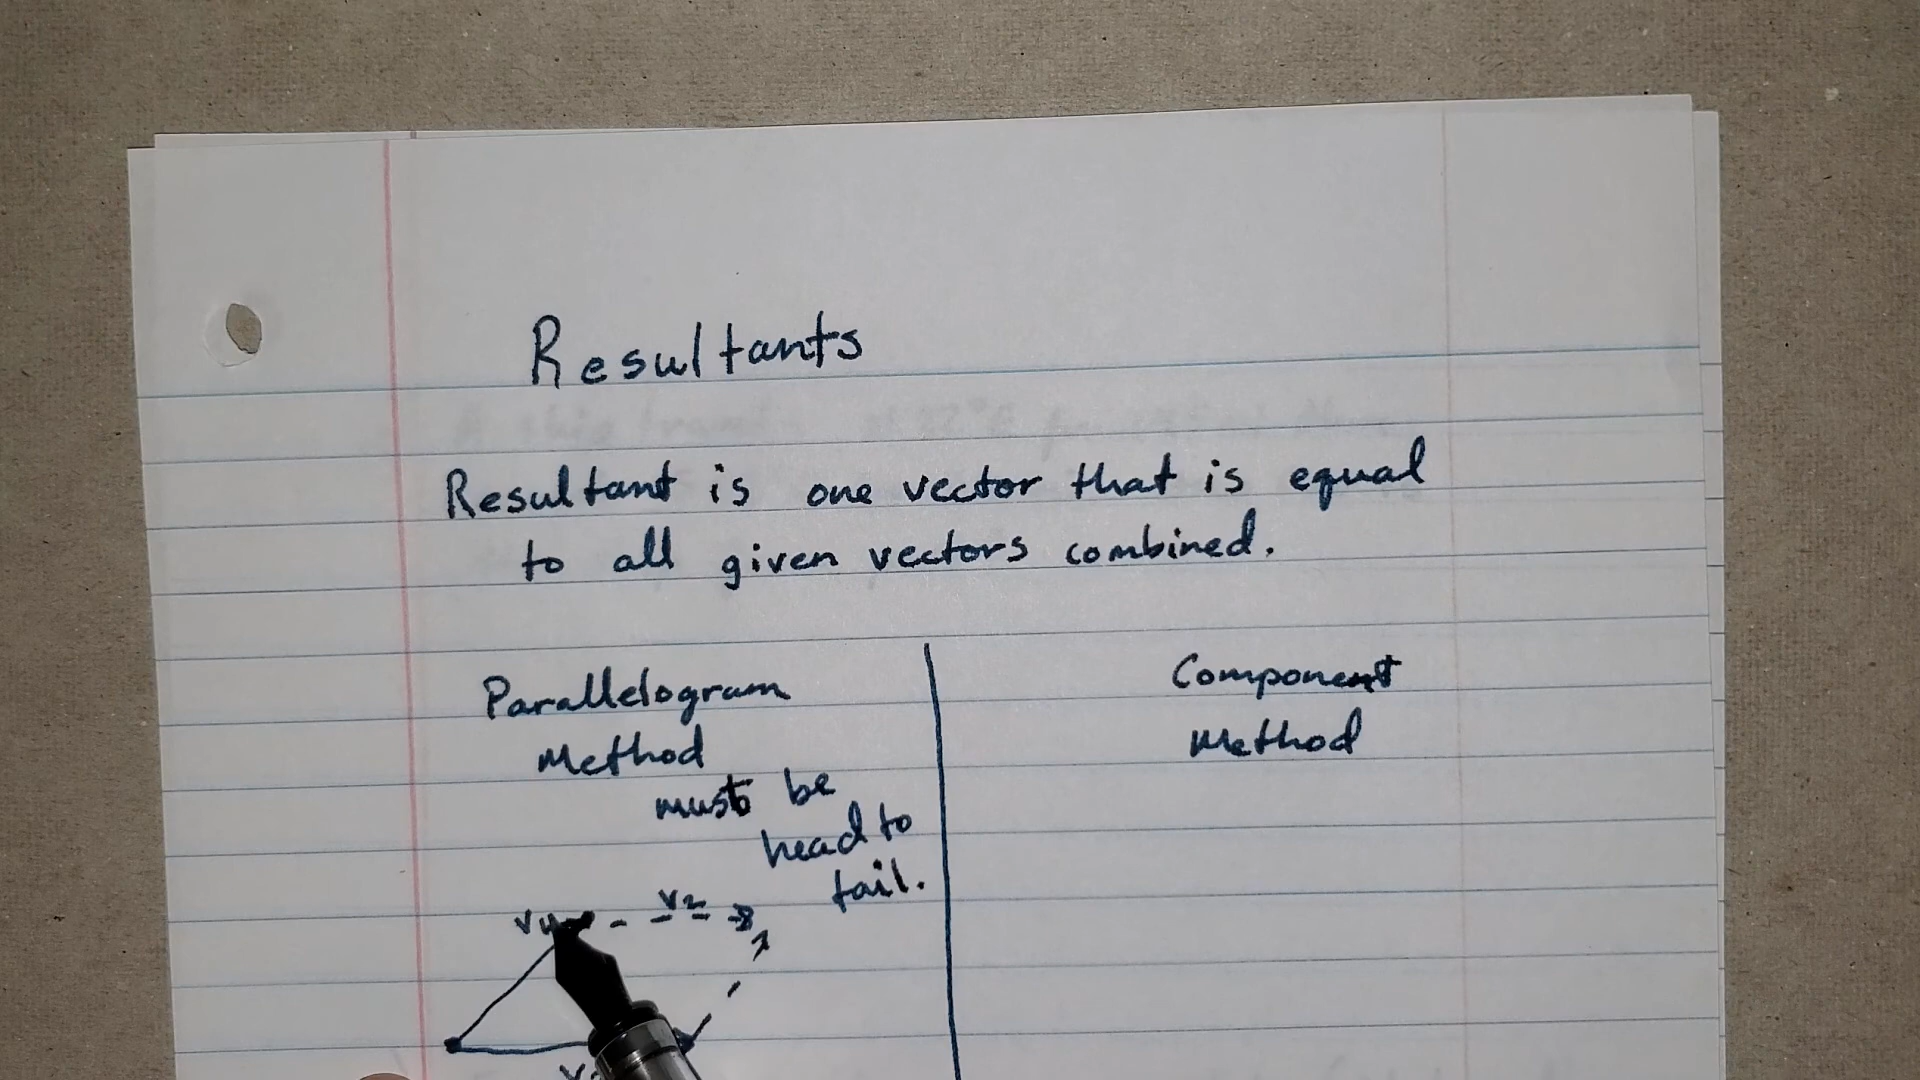 Resultants
Resultant is one vector that is equal
to all given vectors combined.
Parallelogram
Method
must be
head to
tail.
Component
Method
V2